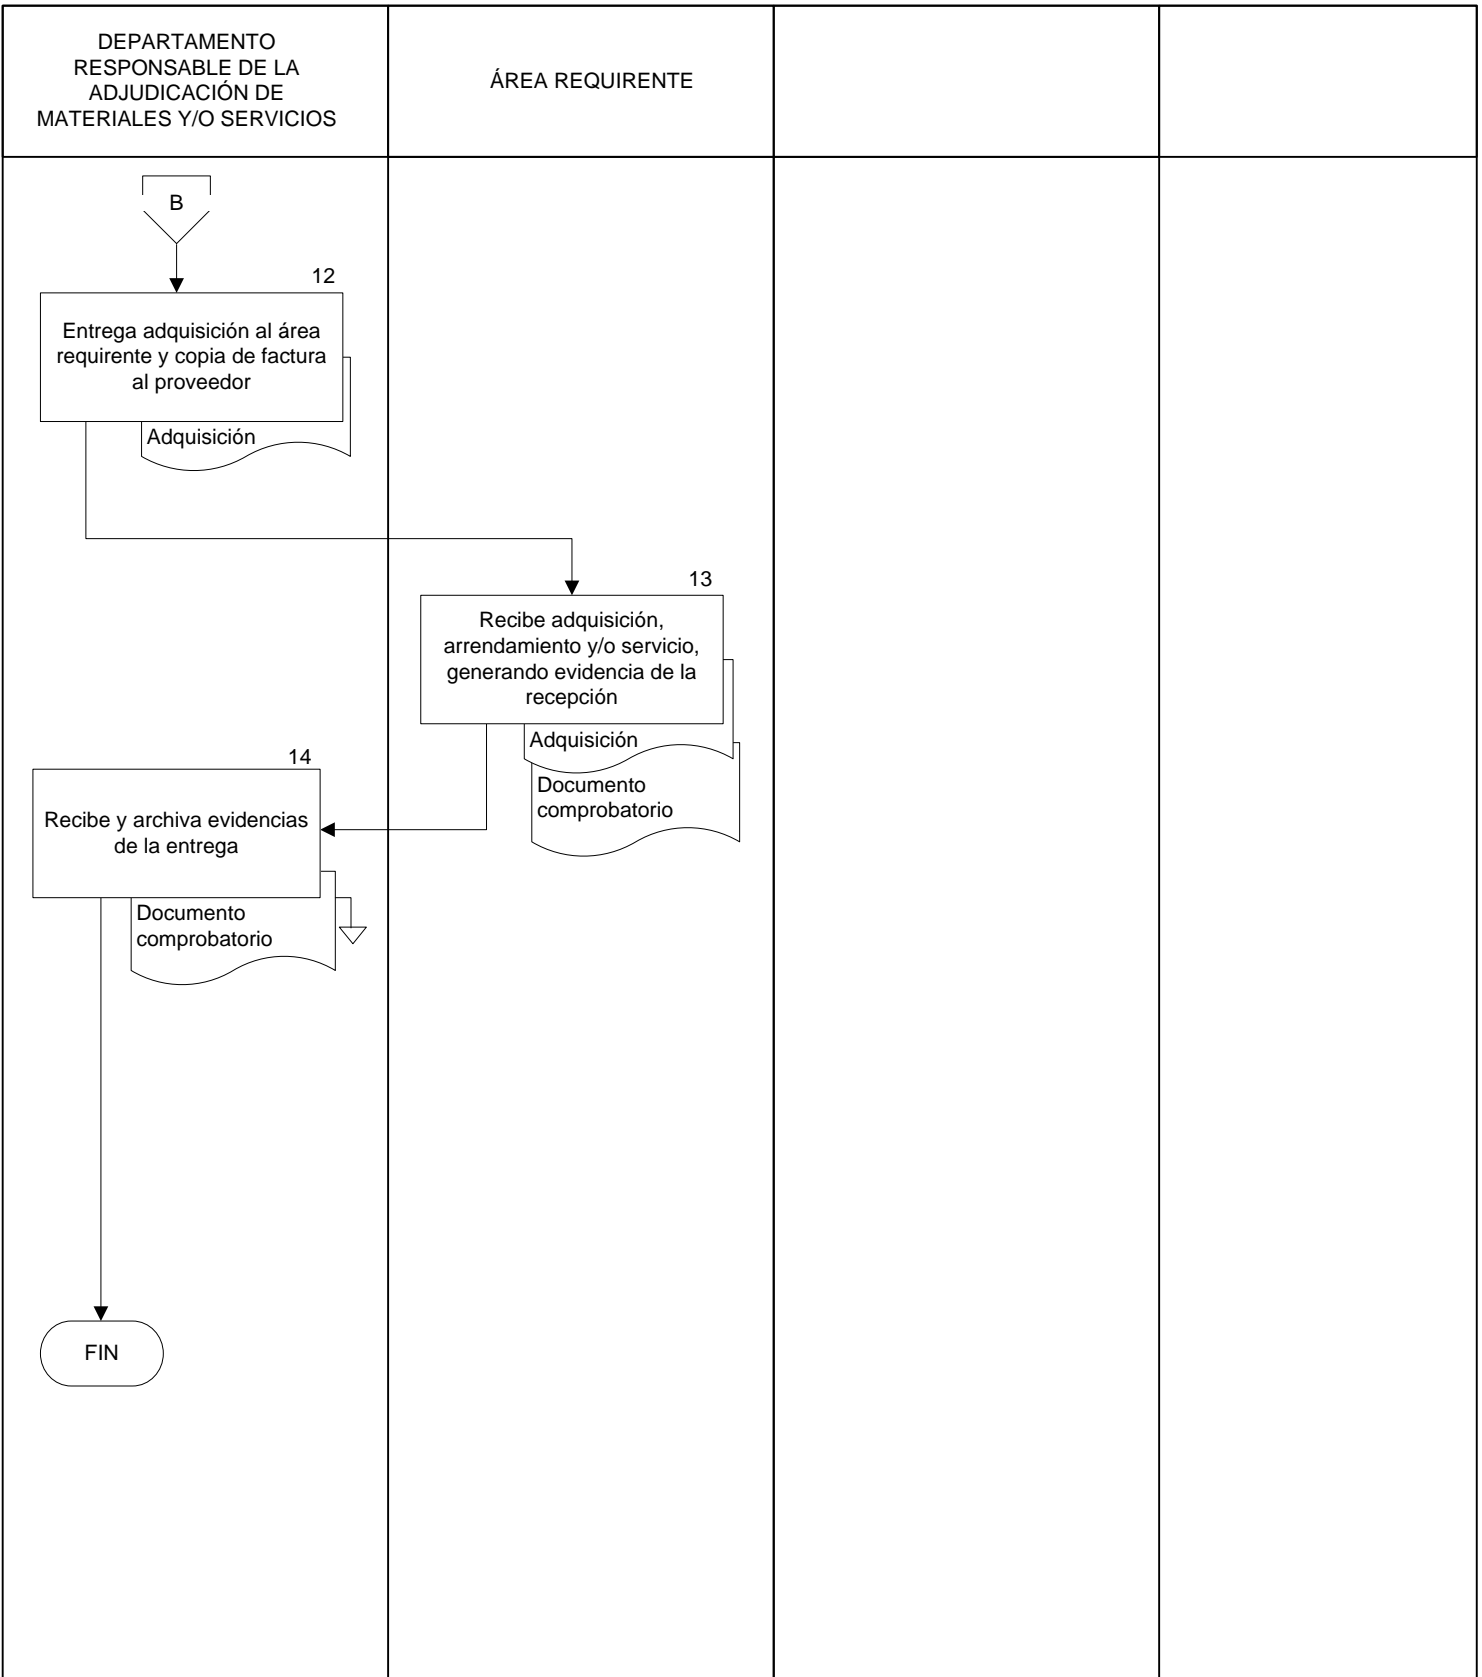 DEPARTAMENTO
RESPONSABLE DE LA
ADJUDICACIÓN DE
MATERIALES Y/O SERVICIOS
ÁREA REQUIRENTE
B
12
Entrega adquisición al área
requirente y copia de factura
al proveedor
Adquisición
13
Recibe adquisición,
arrendamiento y/o servicio,
generando evidencia de la
recepción
Adquisición
Documento
comprobatorio
14
Recibe y archiva evidencias
de la entrega
Documento
comprobatorio
FIN